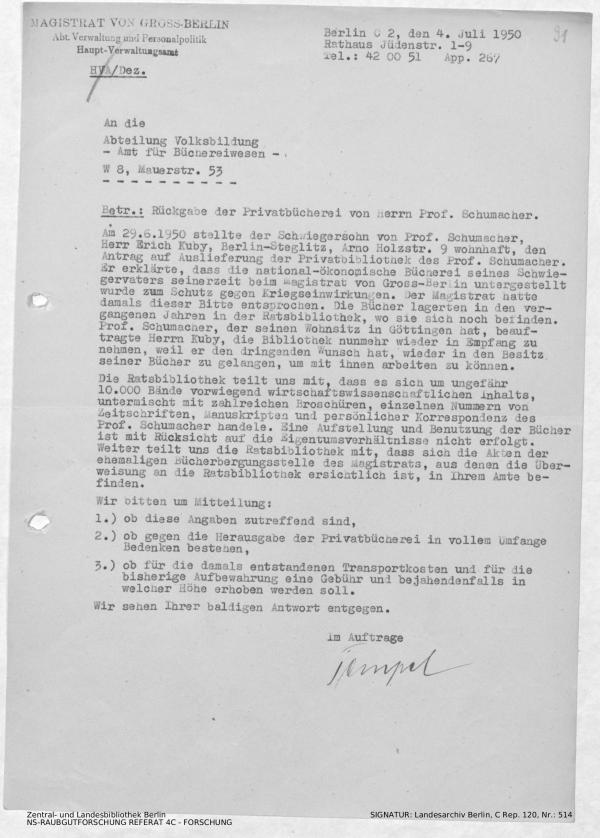 MAGISTRAT VON GROSS-BERLIN
Abt. Verwaltung und Personalpolitik
Haupt-Verwaltungsamt
HVA/Dez.
Berlin C 2, den 4. Juli 1950
Rathaus Jüdenstr. 1-9
Tel.: 42 00 51 App. 267
91
An die
Abteilung Volksbildung
- Amt für Büchereiwesen -
W 8, Mauerstr. 53
Betr.: Rückgabe der Privatbücherei von Herrn Prof. Schumacher.
Am 29.6.1950 stellte der Schwiegersohn von Prof. Schumacher,
Herr Erich Kuby, Berlin-Steglitz, Arno Holzstr. 9 wohnhaft, den
Antrag auf Auslieferung der Privatbibliothek des Prof. Schumacher.
Er erklärte, dass die national-ökonomische Bücherei seines Schwie-
gervaters seinerzeit beim Magistrat von Gross-Berlin untergestellt
wurde zum Schutz gegen Kriegseinwirkungen. Der Magistrat hatte
damals dieser Bitte entsprochen. Die Bücher lagerten in den ver-
gangenen Jahren in der Ratsbibliothek, wo sie sich noch befinden.
Prof. Schumacher, der seinen Wohnsitz in Göttingen hat, beauf-
tragte Herrn Kuby, die Bibliothek nunmehr wieder in Empfang zu
nehmen, weil er den dringenden Wunsch hat, wieder in den Besitz
seiner Bücher zu gelangen, um mit ihnen arbeiten zu können.
Die Ratsbibliothek teilt uns mit, dass es sich um ungefähr
10.000 Bände vorwiegend wirtschaftswissenschaftlichen Inhalts,
untermischt mit zahlreichen Broschüren, einzelnen Nummern von
Zeitschriften, Manuskripten und persönlicher Korrespondenz des
Prof. Schumacher handele. Eine Aufstellung und Benutzung der Bücher
ist mit Rücksicht auf die Eigentumsverhältnisse nicht erfolgt.
Weiter teilt uns die Ratsbibliothek mit, dass sich die Akten der
ehemaligen Bücherbergungsstelle des Magistrats, aus denen die Über-
weisung an die Ratsbibliothek ersichtlich ist, in Ihrem Amte be-
finden.
Wir bitten um Mitteilung:
1.) ob diese Angaben zutreffend sind,
2.) ob gegen die Herausgabe der Privatbücherei in vollem Umfange
Bedenken bestehen,
3.) ob für die damals entstandenen Transportkosten und für die
bisherige Aufbewahrung eine Gebühr und bejahendenfalls in
welcher Höhe erhoben werden soll.
Wir sehen Ihrer baldigen Antwort entgegen.
Im Auftrage
Tempel
Zentral- und Landesbibliothek Berlin
NS-RAUBGUTFORSCHUNG REFERAT 4C - FORSCHUNG
SIGNATUR: Landesarchiv Berlin, C Rep. 120, Nr.: 514